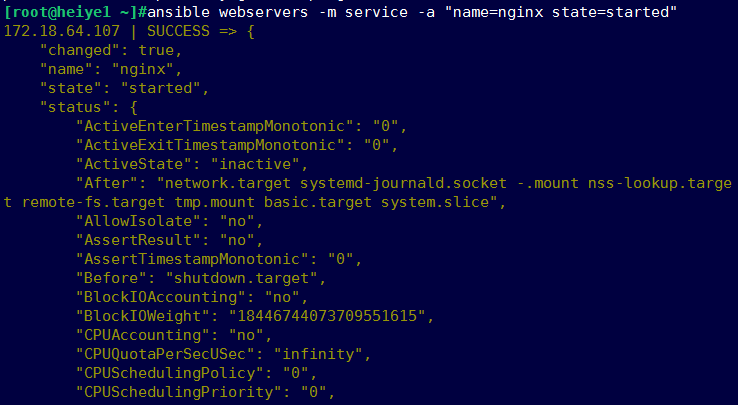 [root@heiye1 ~]#ansible webservers -m service -a "name=nginx state=started"
172.18.64.107 | SUCCESS => {
    "changed": true,
    "name": "nginx",
    "state": "started",
    "status": {
        "ActiveEnterTimestampMonotonic": "0",
        "ActiveExitTimestampMonotonic": "0",
        "ActiveState": "inactive",
        "After": "network.target systemd-journald.socket -.mount nss-lookup.targe
t remote-fs.target tmp.mount basic.target system.slice",
        "AllowIsolate": "no",
        "AssertResult": "no",
        "AssertTimestampMonotonic": "0",
        "Before": "shutdown.target",
        "BlockIOAccounting": "no",
        "BlockIOWeight": "18446744073709551615",
        "CPUAccounting": "no",
        "CPUQuotaPerSecUSec": "infinity",
        "CPUSchedulingPolicy": "0",
        "CPUSchedulingPriority": "0",